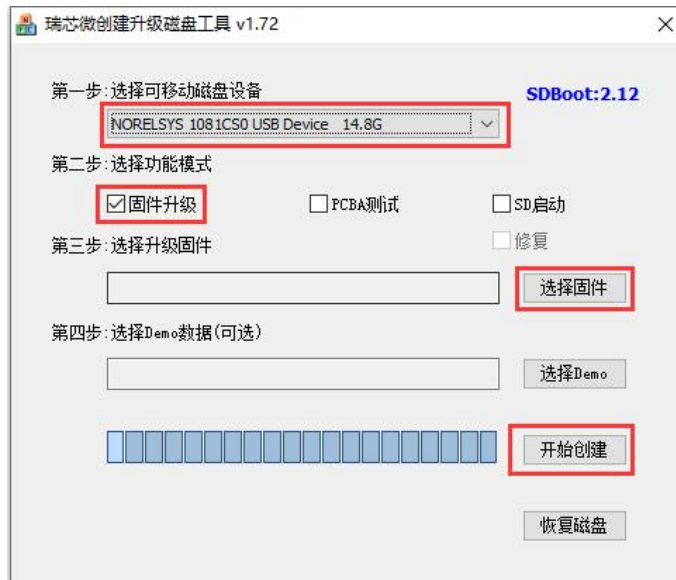 瑞芯微创建升级磁盘工具 v1.72
第一步:选择可移动磁盘设备
SDBoot:2.12
NORELSYS 1081CS0 USB Device 14.8G
第二步:选择功能模式
固件升级
PCBA测试
SD启动
修复
第三步:选择升级固件
选择固件
第四步:选择Demo数据(可选)
选择Demo
开始创建
恢复磁盘